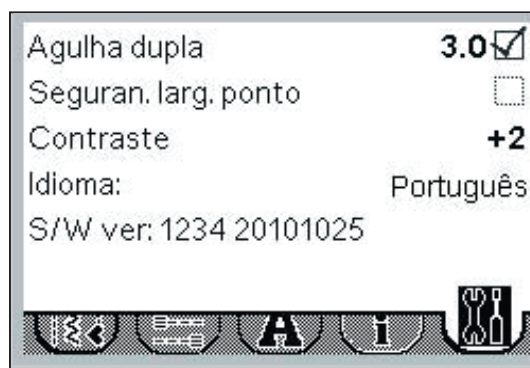 Agulha dupla 3.0
Seguran. larg. ponto
Contraste +2
Idioma: Português
S/W ver: 1234 20101025
A i